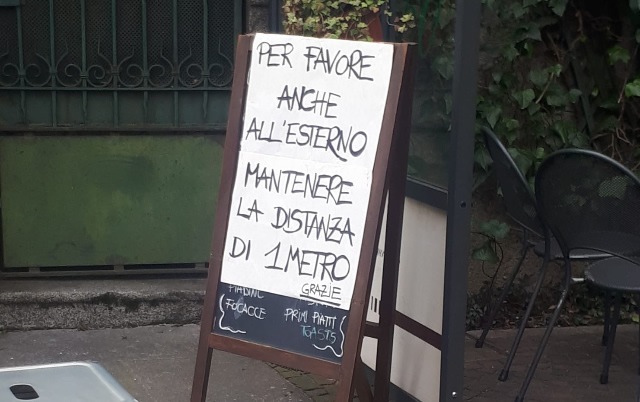 PER FAVORE
ANCHE
ALL'ESTERNO
MANTENERE
LA DISTANZA
DI 1 METRO
GRAZIE
PIADINE
FOCACCE
PRIMI PIATTI
TOASTS